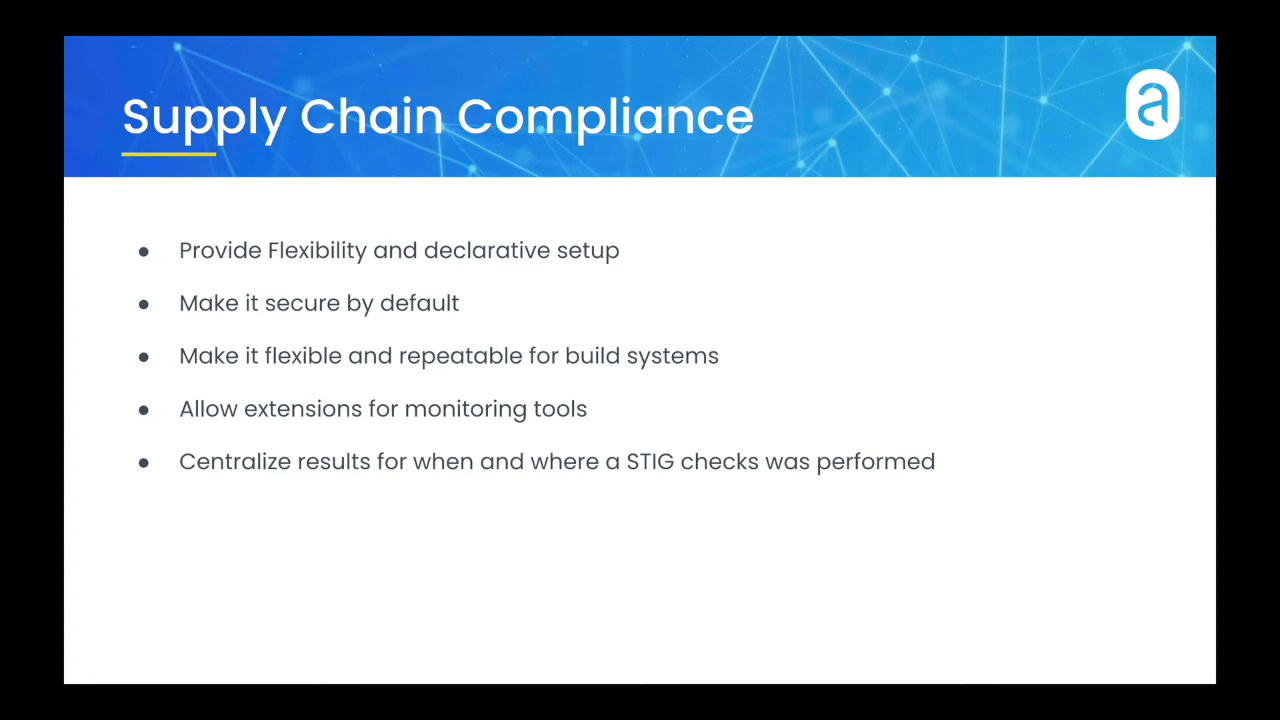 Supply Chain Compliance
a
● Provide Flexibility and declarative setup
● Make it secure by default
● Make it flexible and repeatable for build systems
● Allow extensions for monitoring tools
● Centralize results for when and where a STIG checks was performed